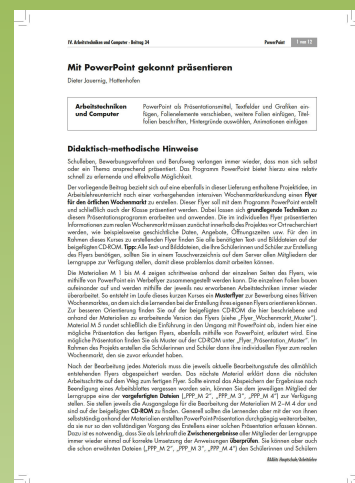 IV. Arbeitstechniken und Computer • Beitrag 34 PowerPoint 1 von 12
Mit PowerPoint gekonnt präsentieren
Dieter Jauernig, Hattenhofen
Arbeitstechniken und Computer
PowerPoint als Präsentationsmittel, Textfelder und Grafiken ein-
fügen, Folienelemente verschieben, weitere Folien einfügen, Titel-
folien beschriften, Hintergründe auswählen, Animationen einfügen
Didaktisch-methodische Hinweise
Schulleben, Bewerbungsverfahren und Berufsweg verlangen immer wieder, dass man sich selbst
oder ein Thema ansprechend präsentiert. Das Programm PowerPoint bietet hierzu eine relativ
schnell zu erlernende und effektvolle Möglichkeit.
Der vorliegende Beitrag bezieht sich auf eine ebenfalls in dieser Lieferung enthaltene Projektidee, im
Arbeitslehreunterricht nach einer vorhergehenden intensiven Wochenmarkterkundung einen Flyer
für den örtlichen Wochenmarkt zu erstellen. Dieser Flyer soll mit dem Programm PowerPoint erstellt
und schließlich auch der Klasse präsentiert werden. Dabei lassen sich grundlegende Techniken zu
diesem Präsentationsprogramm erarbeiten und anwenden. Die im individuellen Flyer präsentierten
Informationen zum realen Wochenmarkt müssen zunächst innerhalb des Projektes vor Ort recherchiert
werden, wie beispielsweise geschichtliche Daten, Angebote, Öffnungszeiten usw. Für den im
Rahmen dieses Kurses zu erstellenden Flyer finden Sie alle benötigten Text- und Bilddateien auf der
beigefügten CD-ROM. Tipp: Alle Text- und Bilddateien, die Ihre Schülerinnen und Schüler zur Erstellung
des Flyers benötigen, sollten Sie in einem Tauschverzeichnis auf dem Server allen Mitgliedern der
Lerngruppe zur Verfügung stellen, damit diese problemlos damit arbeiten können.
Die Materialien M 1 bis M 4 zeigen schrittweise anhand der einzelnen Seiten des Flyers, wie
mithilfe von PowerPoint ein Werbeflyer zusammengestellt werden kann. Die einzelnen Folien bauen
aufeinander auf und werden mithilfe der jeweils neu erworbenen Arbeitstechniken immer wieder
überarbeitet. So entsteht im Laufe dieses kurzen Kurses ein Musterflyer zur Bewerbung eines fiktiven
Wochenmarktes, an dem sich die Lernenden bei der Erstellung ihres eigenen Flyers orientieren können.
Zur besseren Orientierung finden Sie auf der beigefügten CD-ROM die hier beschriebene und
anhand der Materialien zu erarbeitende Version des Flyers (siehe „Flyer_Wochenmarkt_Muster").
Material M 5 rundet schließlich die Einführung in den Umgang mit PowerPoint ab, indem hier eine
mögliche Präsentation des fertigen Flyers, ebenfalls mithilfe von PowerPoint, erläutert wird. Eine
mögliche Präsentation finden Sie als Muster auf der CD-ROM unter „Flyer_Präsentation_Muster". Im
Rahmen des Projekts erstellen die Schülerinnen und Schüler dann ihre individuellen Flyer zum realen
Wochenmarkt, den sie zuvor erkundet haben.
Nach der Bearbeitung jedes Materials muss die jeweils aktuelle Bearbeitungsstufe des allmählich
entstehenden Flyers abgespeichert werden. Das nächste Material erklärt dann die nächsten
Arbeitsschritte auf dem Weg zum fertigen Flyer. Sollte einmal das Abspeichern der Ergebnisse nach
Beendigung eines Arbeitsblattes vergessen worden sein, können Sie dem jeweiligen Mitglied der
Lerngruppe eine der vorgefertigten Dateien („PPP_M 2", „PPP_M 3", „PPP_M 4") zur Verfügung
stellen. Sie stellen jeweils die Ausgangslage für die Bearbeitung der Materialien M 2–M 4 dar und
sind auf der beigefügten CD-ROM zu finden. Generell sollten die Lernenden aber mit der von ihnen
selbstständig anhand der Materialien erstellten PowerPoint-Präsentation durchgängig weiterarbeiten,
da sie nur so den vollständigen Vorgang des Erstellens einer solchen Präsentation erfassen können.
Dazu ist es notwendig, dass Sie als Lehrkraft die Zwischenergebnisse aller Mitglieder der Lerngruppe
immer wieder einmal auf korrekte Umsetzung der Anweisungen überprüfen. Sie können aber auch
die schon erwähnten Dateien („PPP_M 2", „PPP_M 3", „PPP_M 4") den Schülerinnen und Schülern